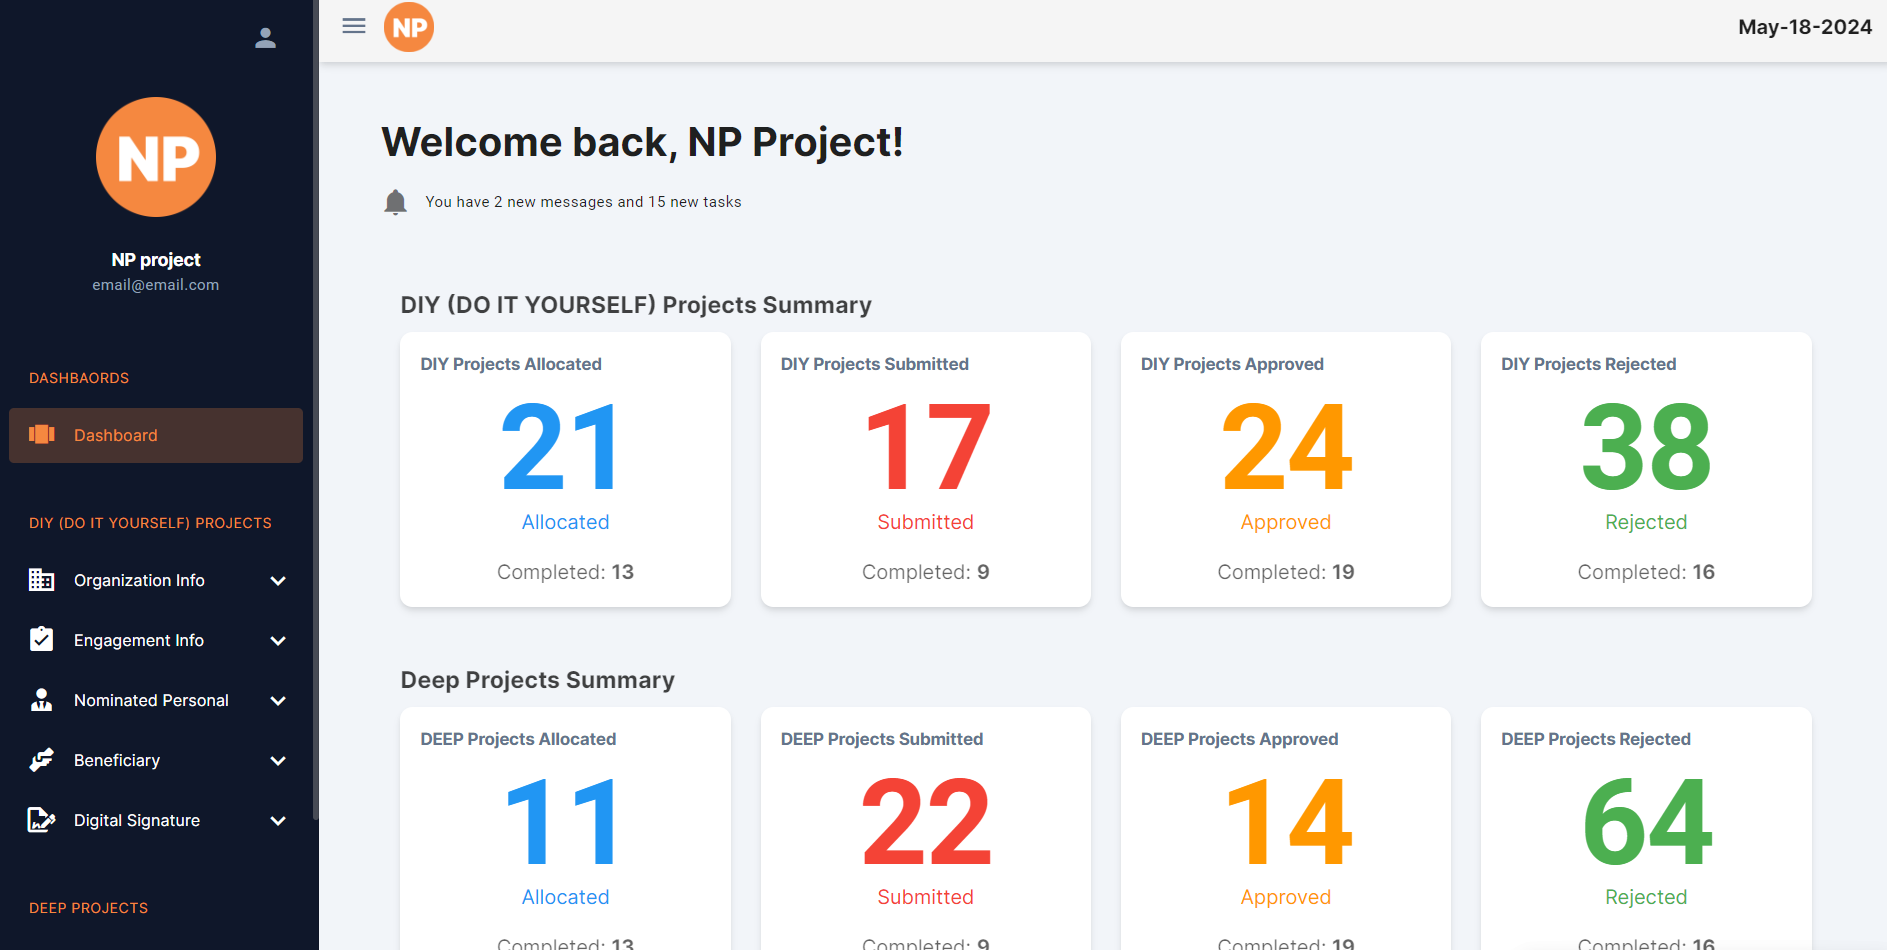 NP
May-18-2024
NP
NP project
email@email.com
DASHBAORDS
Dashboard
DIY (DO IT YOURSELF) PROJECTS
Organization Info
Engagement Info
Nominated Personal
Beneficiary
Digital Signature
DEEP PROJECTS
Welcome back, NP Project!
You have 2 new messages and 15 new tasks
DIY (DO IT YOURSELF) Projects Summary
DIY Projects Allocated
21
Allocated
Completed: 13
DIY Projects Submitted
17
Submitted
Completed: 9
DIY Projects Approved
24
Approved
Completed: 19
DIY Projects Rejected
38
Rejected
Completed: 16
Deep Projects Summary
DEEP Projects Allocated
11
Allocated
Completed: 13
DEEP Projects Submitted
22
Submitted
Completed: 9
DEEP Projects Approved
14
Approved
Completed: 19
DEEP Projects Rejected
64
Rejected
Completed: 16